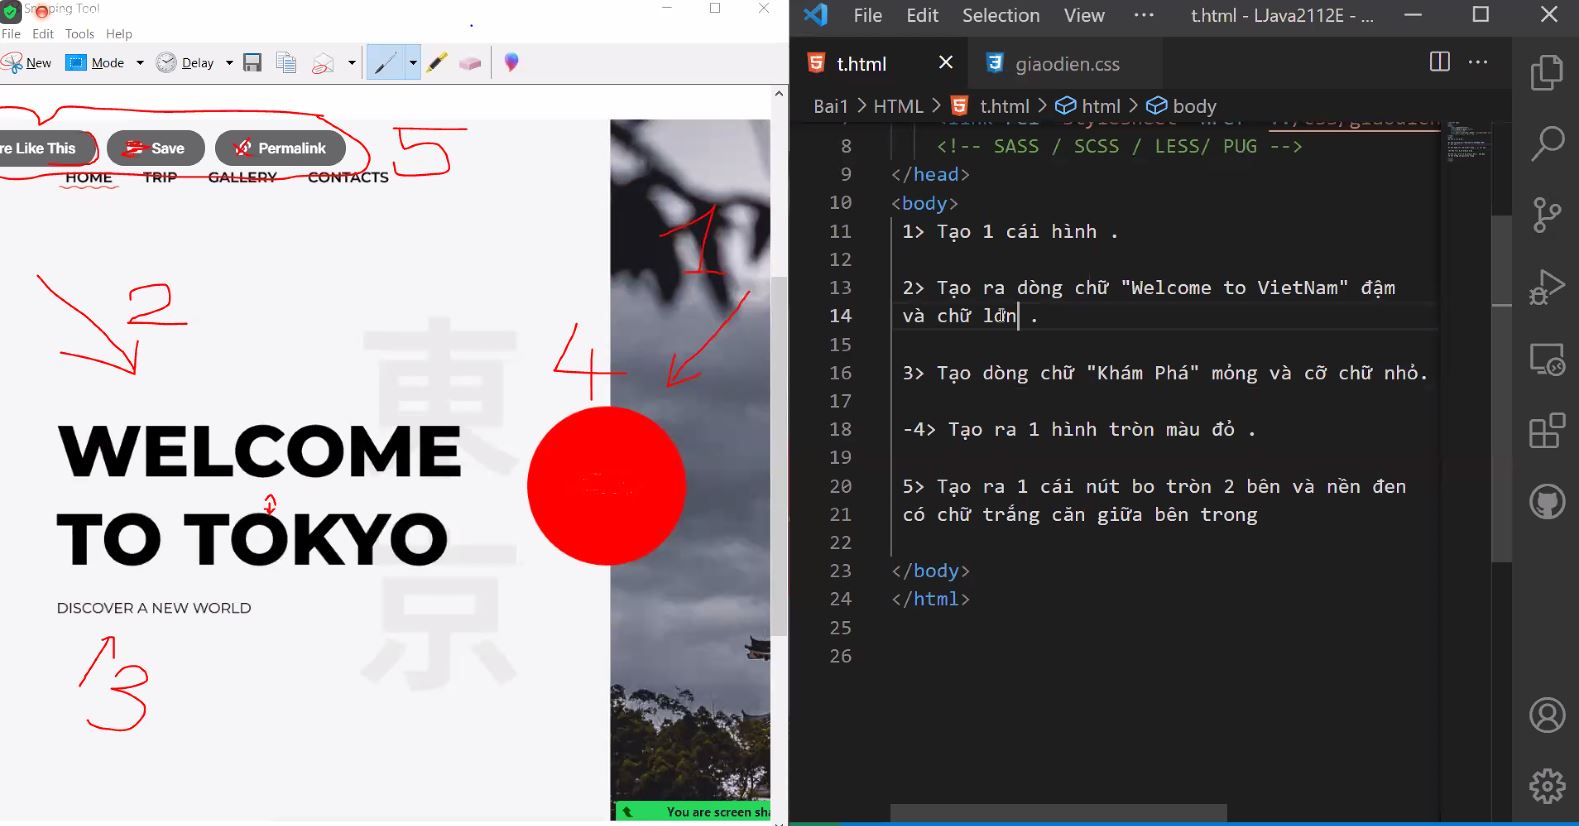 Snipping Tool
File Edit Tools Help
New Mode Delay
re Like This Save Permalink
5
HOME TRIP GALLERY CONTACTS
1
2
4
東
京
WELCOME
TO TOKYO
DISCOVER A NEW WORLD
3
You are screen sha
File Edit Selection View ··· t.html - LJava2112E - ...
t.html giaodien.css
Bai1 > HTML > t.html > html > body
8 <!-- SASS / SCSS / LESS/ PUG -->
9 </head>
10 <body>
11 1> Tạo 1 cái hình .
12
13 2> Tạo ra dòng chữ "Welcome to VietNam" đậm
14 và chữ lớn .
15
16 3> Tạo dòng chữ "Khám Phá" mỏng và cỡ chữ nhỏ.
17
18 -4> Tạo ra 1 hình tròn màu đỏ .
19
20 5> Tạo ra 1 cái nút bo tròn 2 bên và nền đen
21 có chữ trắng căn giữa bên trong
22
23 </body>
24 </html>
25
26